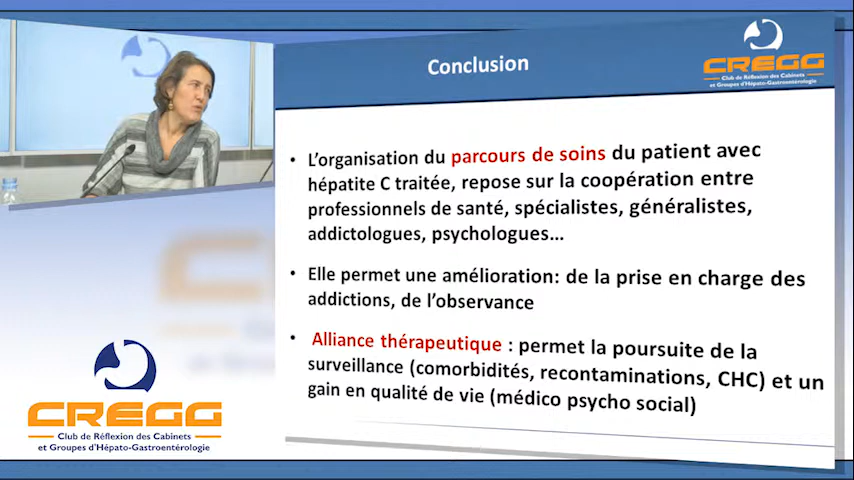 Conclusion
CREGG
Club de Réflexion des Cabinets
et Groupes d'Hépato-Gastroentérologie
• L'organisation du parcours de soins du patient avec
hépatite C traitée, repose sur la coopération entre
professionnels de santé, spécialistes, généralistes,
addictologues, psychologues...
• Elle permet une amélioration: de la prise en charge des
addictions, de l'observance
• Alliance thérapeutique : permet la poursuite de la
surveillance (comorbidités, recontaminations, CHC) et un
gain en qualité de vie (médico psycho social)
CREGG
Club de Réflexion des Cabinets
et Groupes d'Hépato-Gastroentérologie